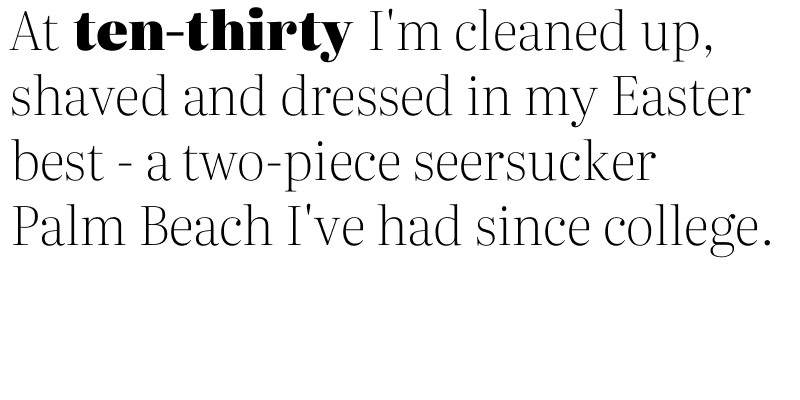 At ten-thirty I'm cleaned up,
shaved and dressed in my Easter
best - a two-piece seersucker
Palm Beach I've had since college.